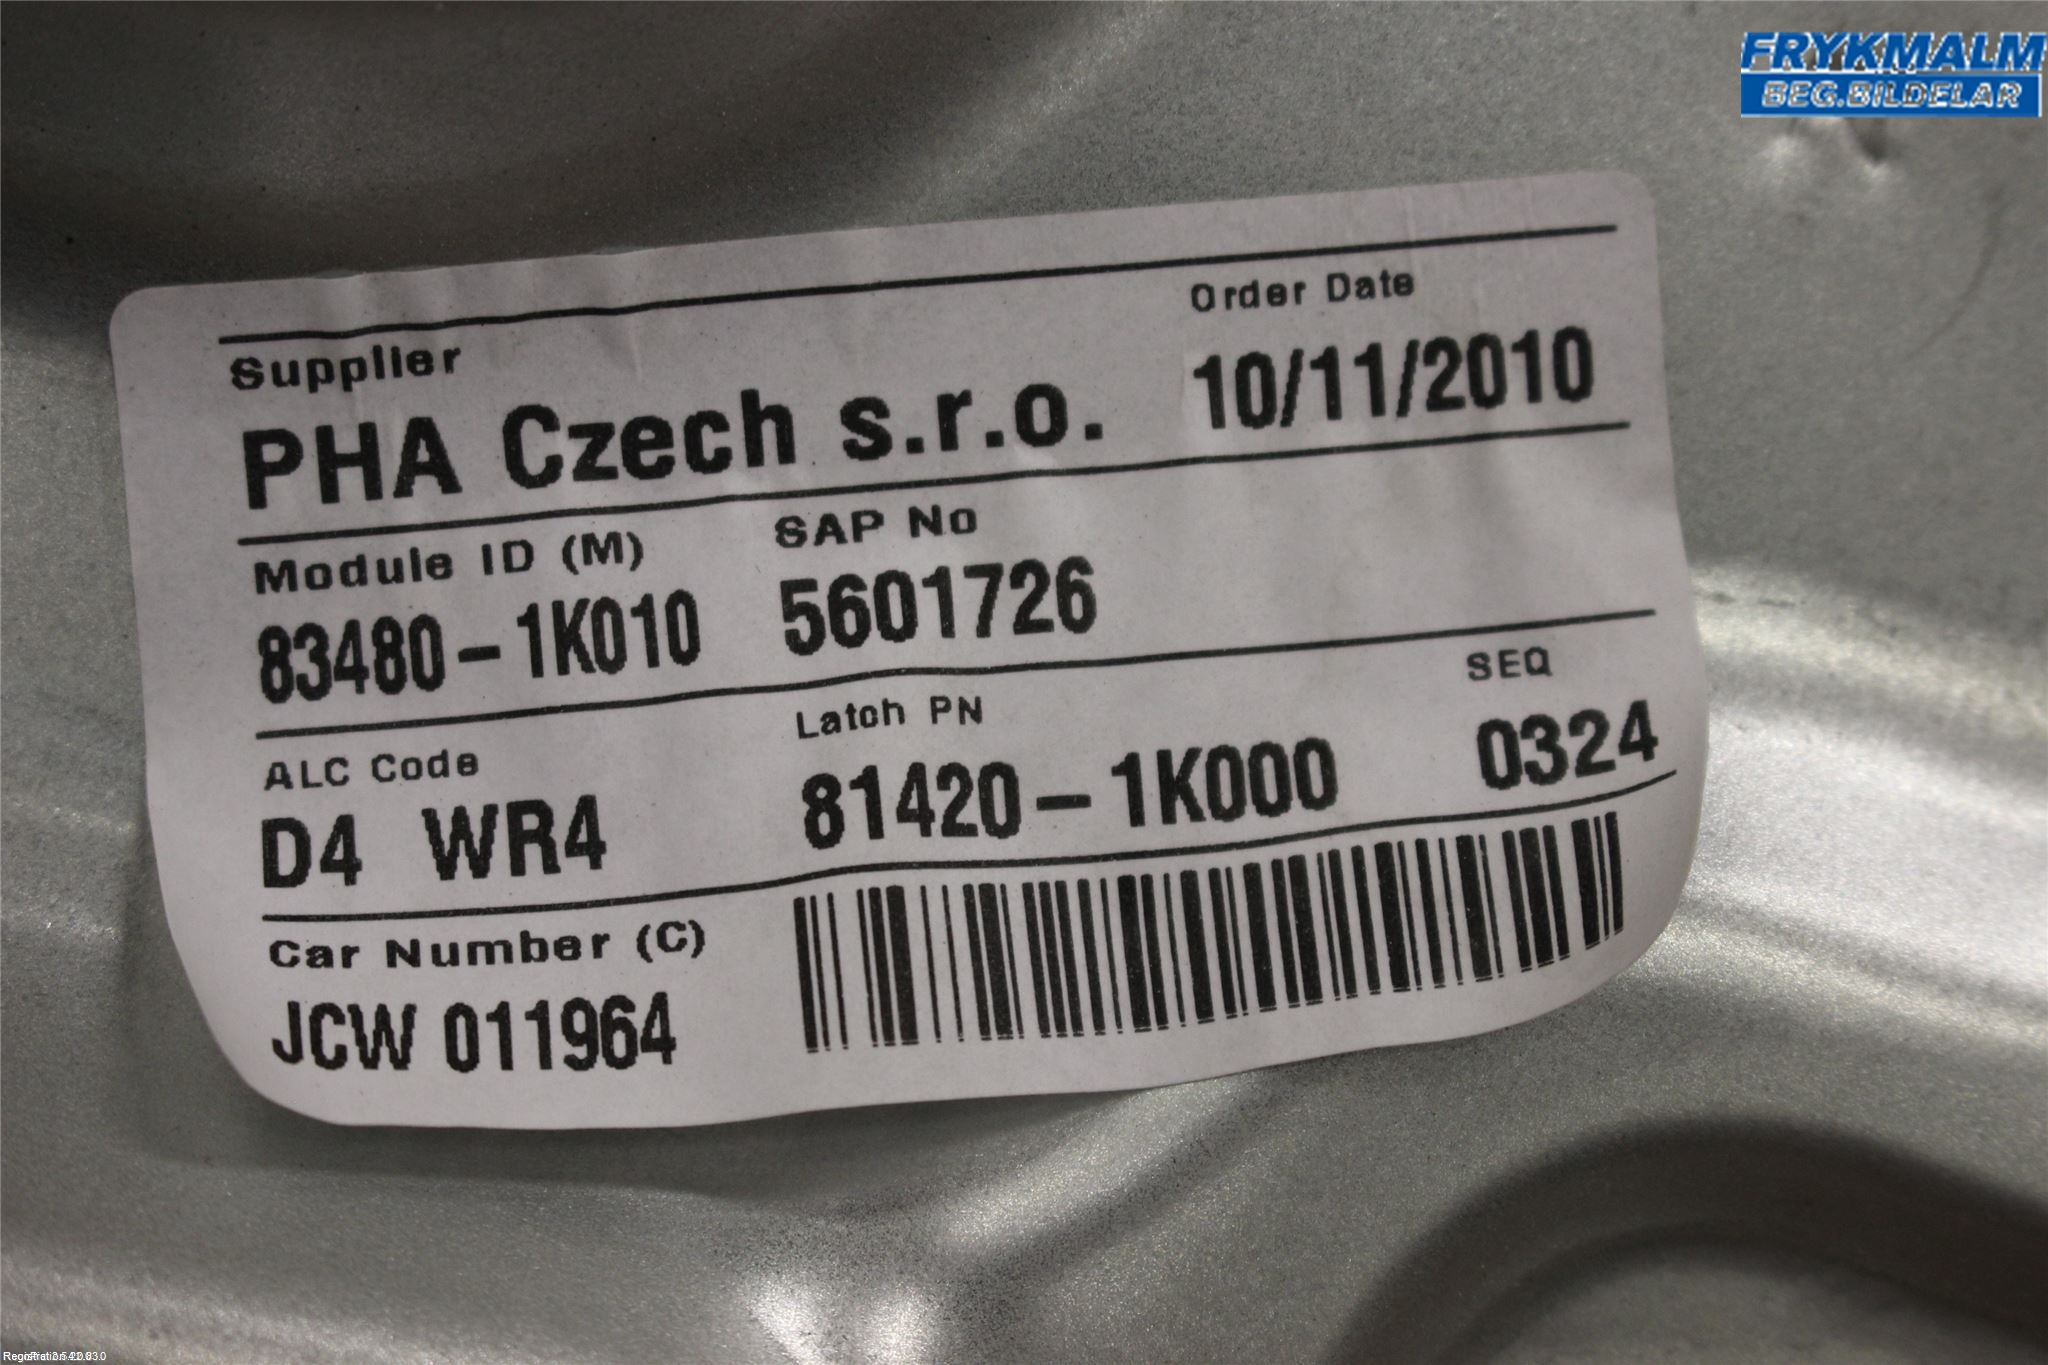 FRYKMALM
BEG.BILDELAR
Supplier
Order Date
PHA Czech s.r.o.
10/11/2010
Module ID (M)
SAP No
83480-1K010
5601726
ALC Code
Latch PN
SEQ
D4 WR4
81420-1K000
0324
Car Number (C)
JCW 011964